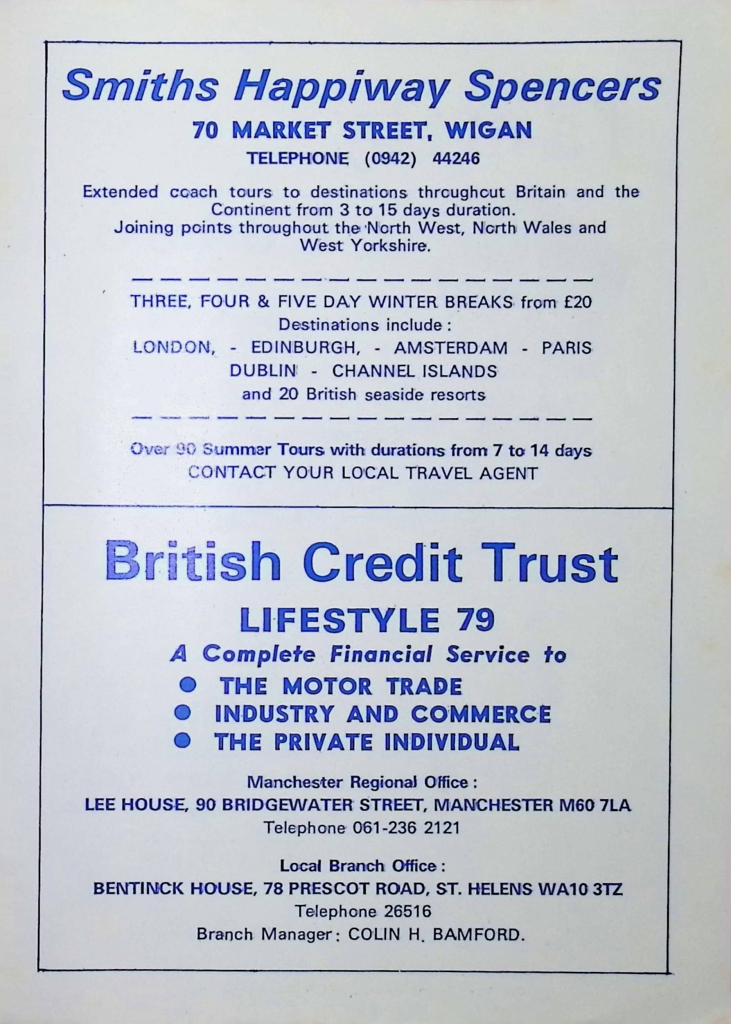 Smiths Happiway Spencers
70 MARKET STREET, WIGAN
TELEPHONE (0942) 44246
Extended coach tours to destinations throughout Britain and the
Continent from 3 to 15 days duration.
Joining points throughout the North West, North Wales and
West Yorkshire.
THREE, FOUR & FIVE DAY WINTER BREAKS from £20
Destinations include :
LONDON, - EDINBURGH, - AMSTERDAM - PARIS
DUBLIN - CHANNEL ISLANDS
and 20 British seaside resorts
Over 90 Summer Tours with durations from 7 to 14 days
CONTACT YOUR LOCAL TRAVEL AGENT
British Credit Trust
LIFESTYLE 79
A Complete Financial Service to
● THE MOTOR TRADE
● INDUSTRY AND COMMERCE
● THE PRIVATE INDIVIDUAL
Manchester Regional Office :
LEE HOUSE, 90 BRIDGEWATER STREET, MANCHESTER M60 7LA
Telephone 061-236 2121
Local Branch Office :
BENTINCK HOUSE, 78 PRESCOT ROAD, ST. HELENS WA10 3TZ
Telephone 26516
Branch Manager: COLIN H. BAMFORD.